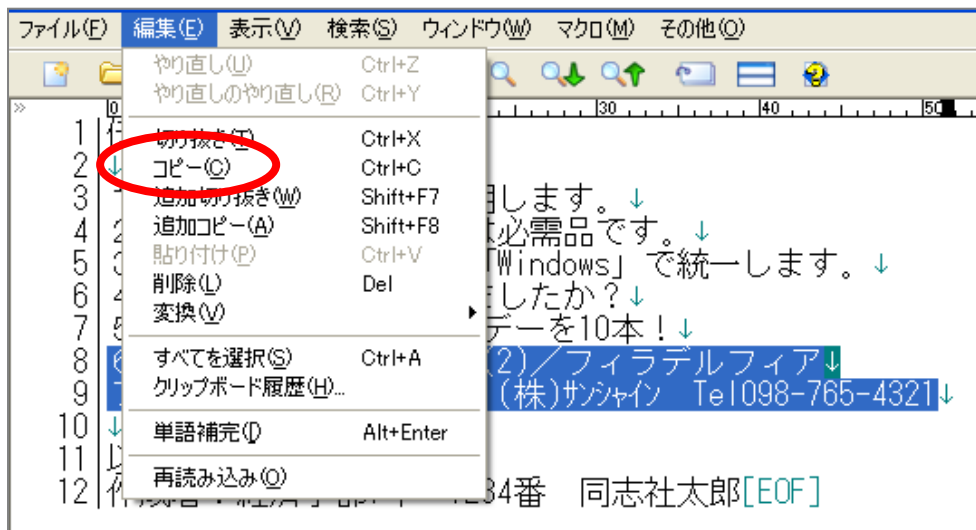 ファイル(F) 編集(E) 表示(V) 検索(S) ウィンドウ(W) マクロ(M) その他(O)
やり直し(U) Ctrl+Z
やり直しのやり直し(R) Ctrl+Y
切り抜き(T) Ctrl+X
コピー(C) Ctrl+C
追加切り抜き(W) Shift+F7
追加コピー(A) Shift+F8
貼り付け(P) Ctrl+V
削除(L) Del
変換(V)
すべてを選択(S) Ctrl+A
クリップボード履歴(H)...
単語補完(I) Alt+Enter
再読み込み(O)
0 30 40 50
1
2 ↓
3 します。↓
4 必需品です。↓
5 「Windows」で統一します。↓
6 ましたか?↓
7 デーを10本!↓
8 (2)/フィラデルフィア↓
9 (株)サンシャイン Tel098-765-4321↓
10 ↓
11
12 1234番 同志社太郎[EOF]